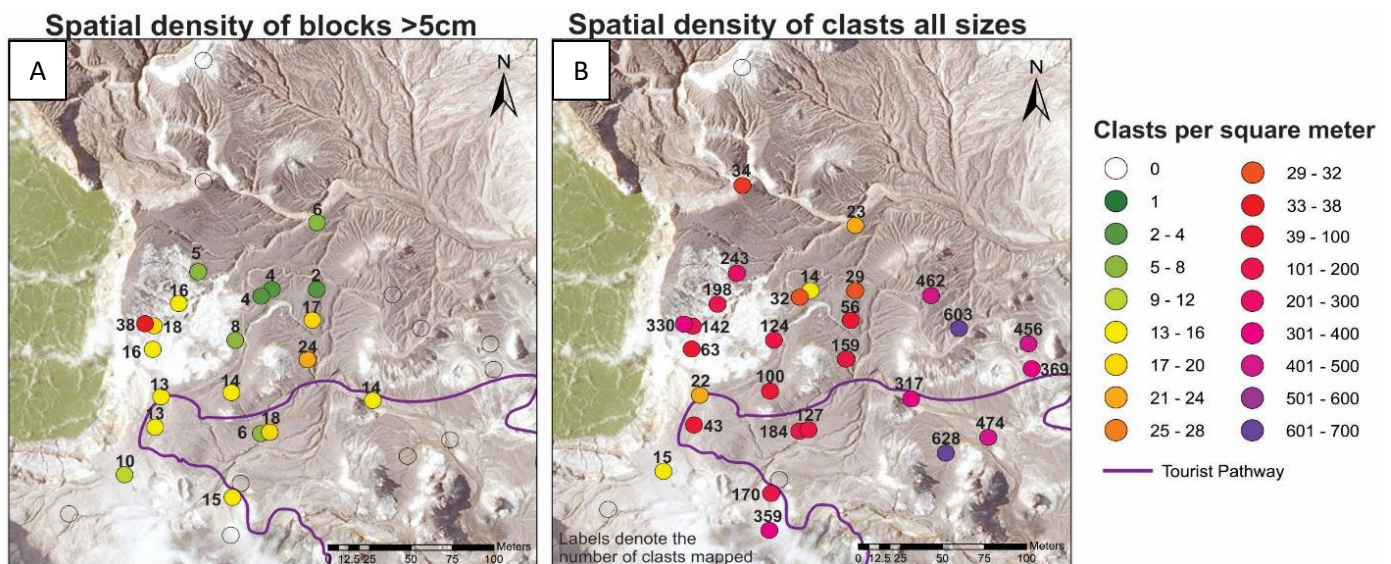 Spatial density of blocks >5cm
A
N
6
5
4
2
4
16
17
38
18
8
16
24
14
14
13
13
18
6
10
15
0 12.5 25 50 75 100 Meters
Spatial density of clasts all sizes
B
N
34
23
243
14
29
462
32
198
56
603
330
142
124
456
63
159
369
100
317
22
43
127
184
474
628
15
170
359
Labels denote the
number of clasts mapped
0 12.5 25 50 75 100 Meters
Clasts per square meter
0
1
2 - 4
5 - 8
9 - 12
13 - 16
17 - 20
21 - 24
25 - 28
29 - 32
33 - 38
39 - 100
101 - 200
201 - 300
301 - 400
401 - 500
501 - 600
601 - 700
Tourist Pathway